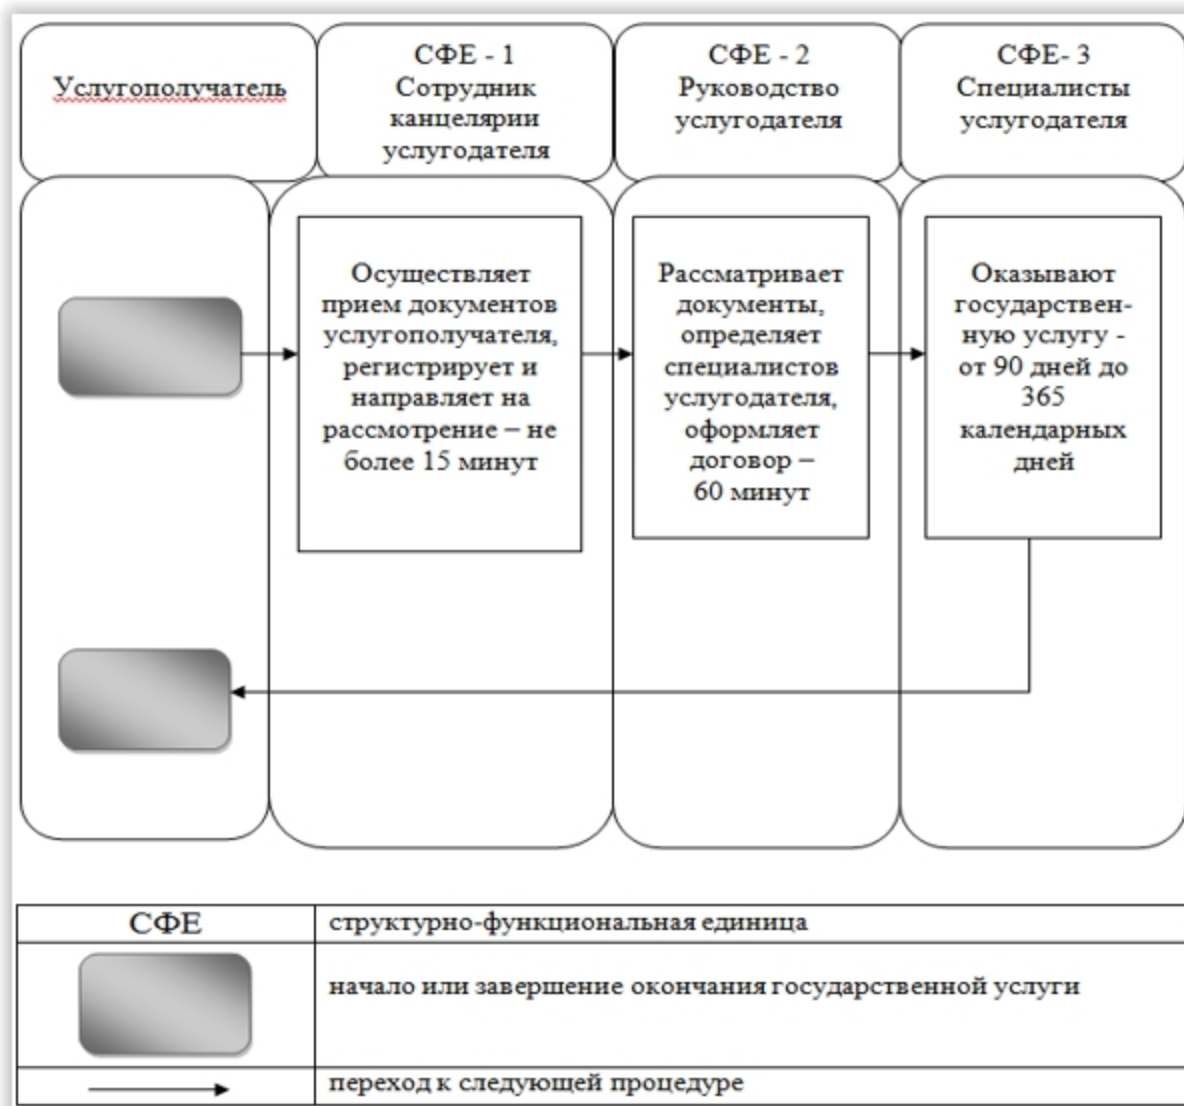 Услугополучатель
СФЕ - 1
Сотрудник
канцелярии
услугодателя
СФЕ - 2
Руководство
услугодателя
СФЕ- 3
Специалисты
услугодателя
Осуществляет
прием документов
услугополучателя,
регистрирует и
направляет на
рассмотрение – не
более 15 минут
Рассматривает
документы,
определяет
специалистов
услугодателя,
оформляет
договор –
60 минут
Оказывают
государствен-
ную услугу -
от 90 дней до
365
календарных
дней
СФЕ
структурно-функциональная единица
начало или завершение окончания государственной услуги
переход к следующей процедуре